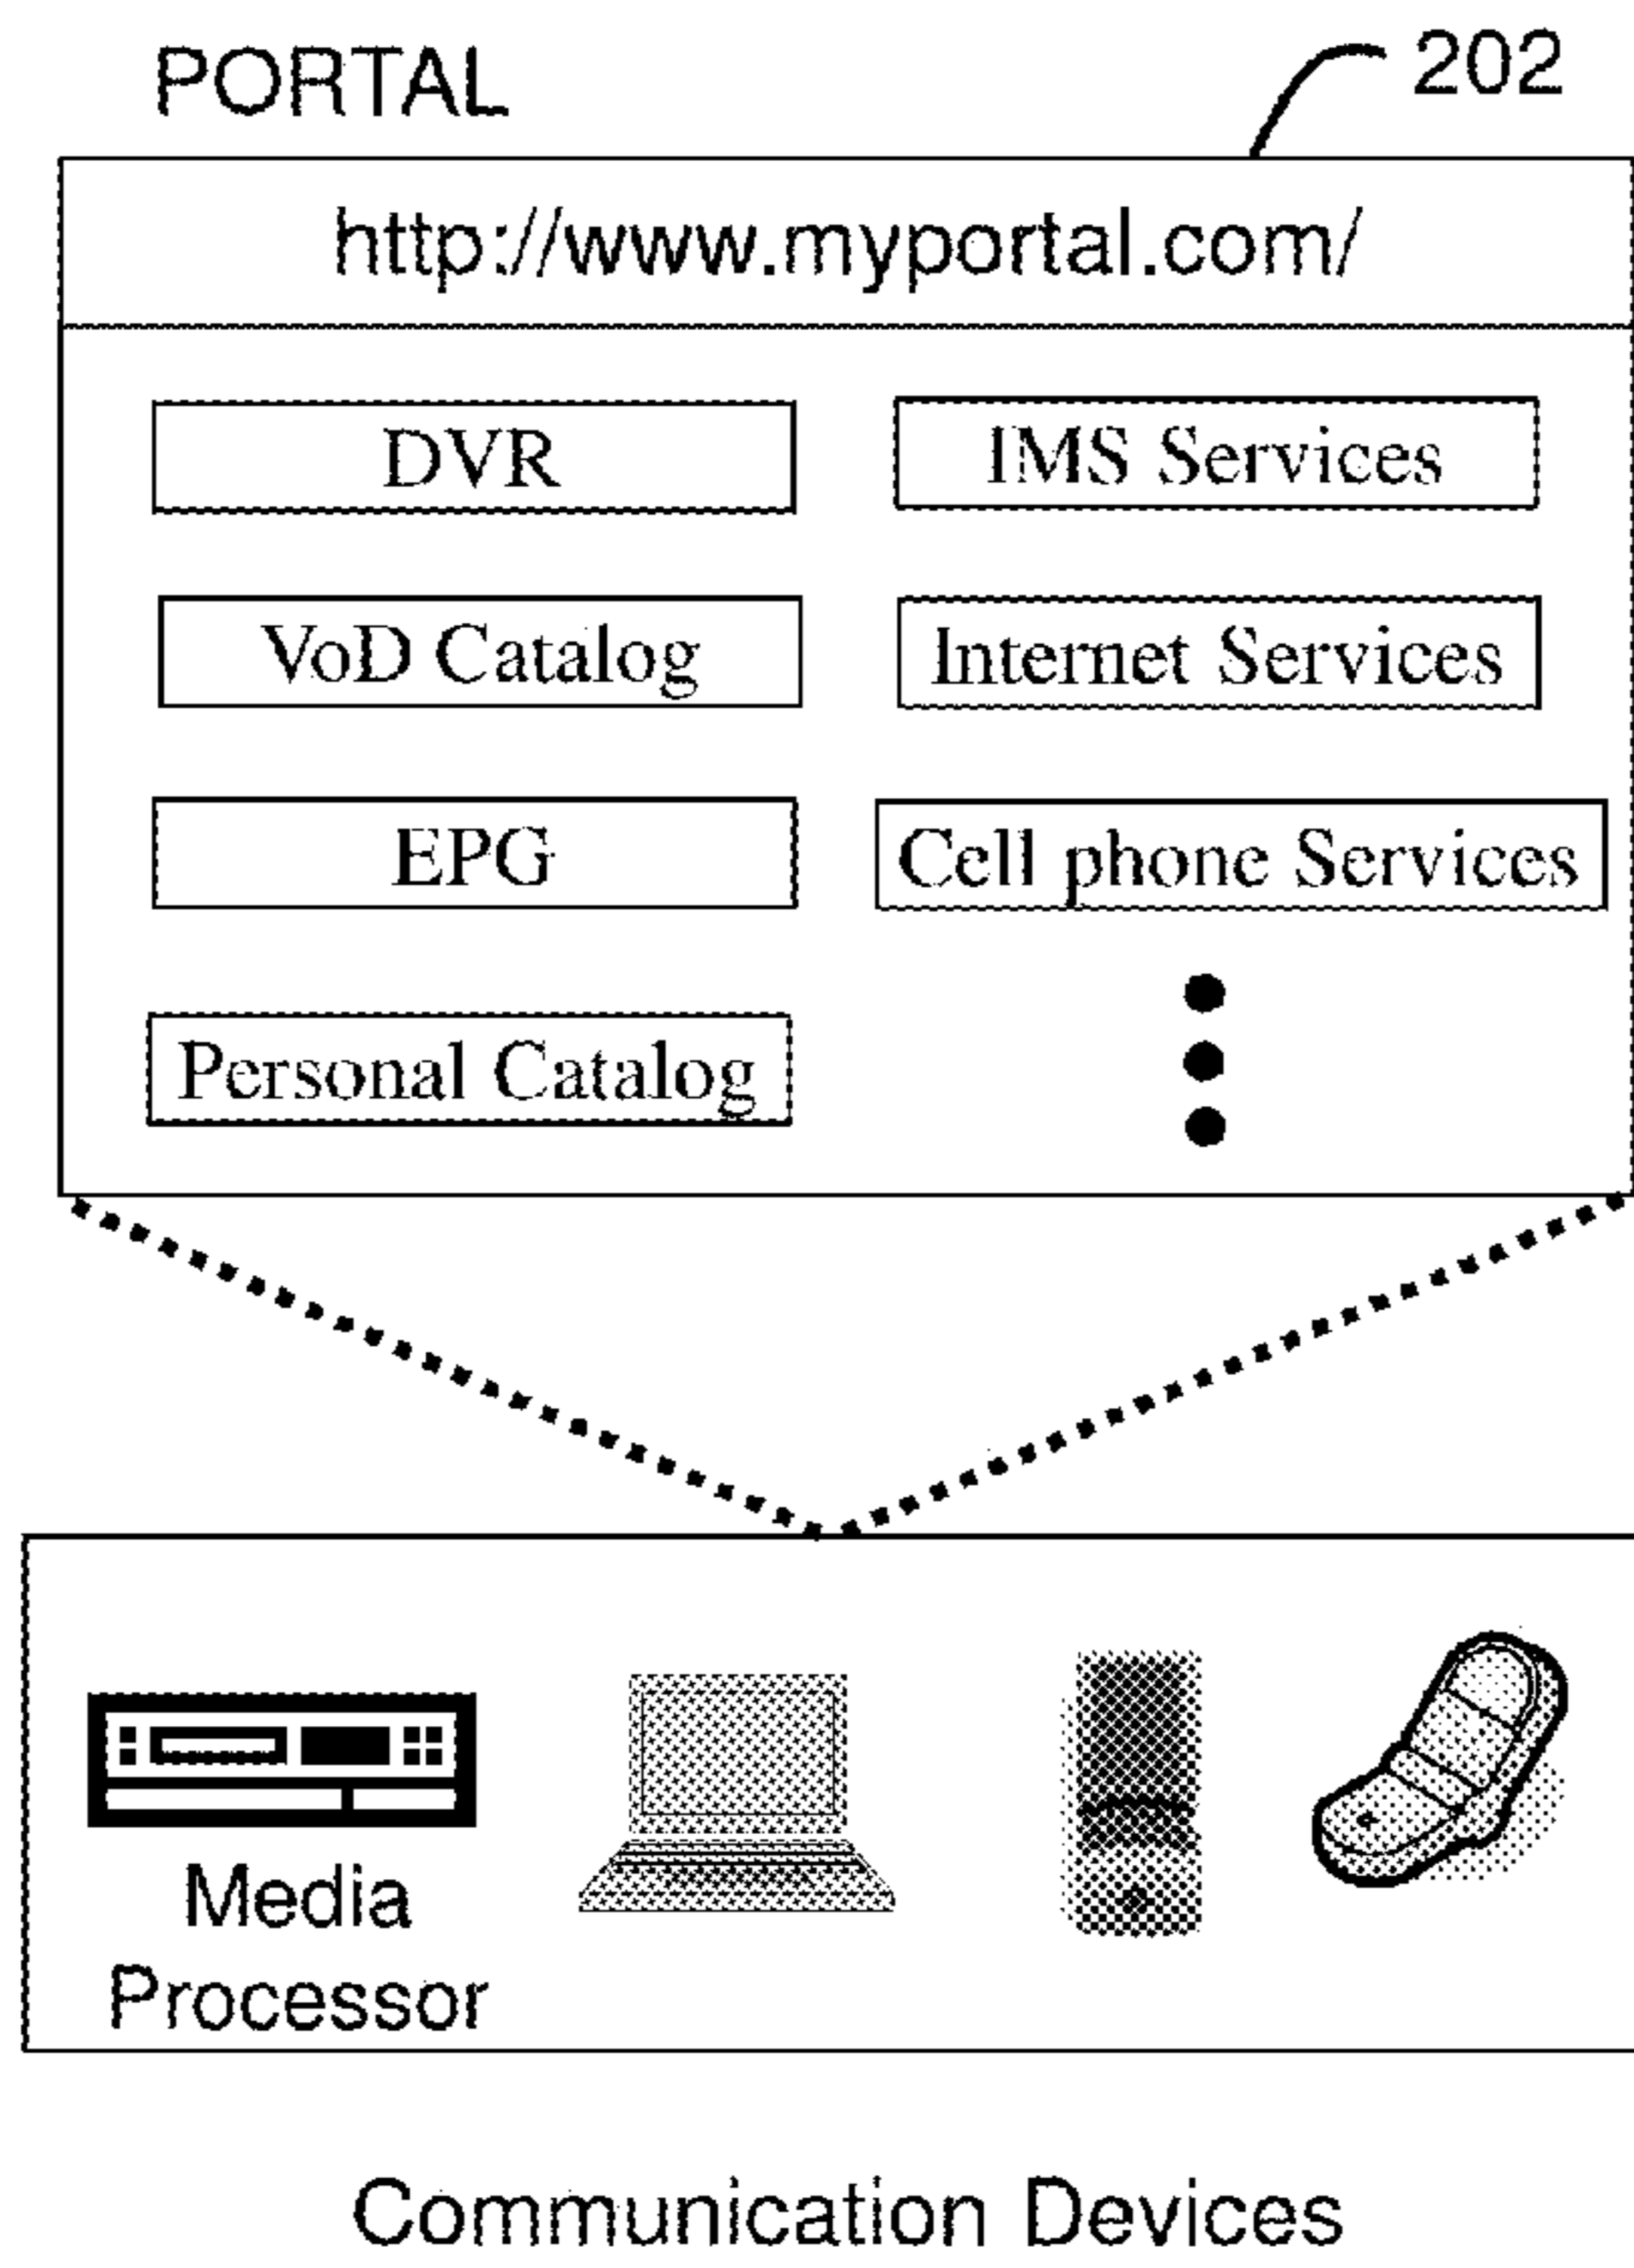 PORTAL
202
http://www.myportal.com/
DVR
IMS Services
VoD Catalog
Internet Services
EPG
Cell phone Services
Personal Catalog
Media
Processor
Communication Devices